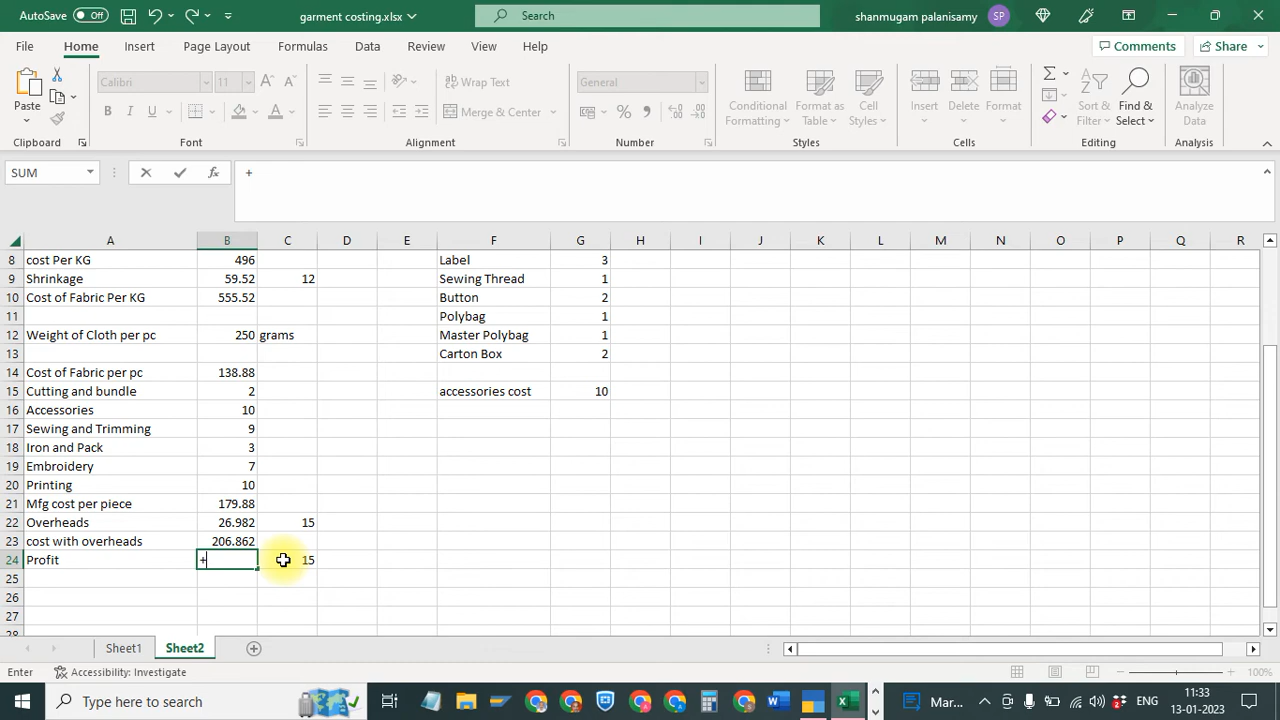 AutoSave Off garment costing.xlsx Search shanmugam palanisamy SP
File Home Insert Page Layout Formulas Data Review View Help Comments Share
Paste Calibri 11 A A Wrap Text General Conditional Formatting Format as Table Cell Styles Insert Delete Format Sort & Filter Find & Select Analyze Data
B I U A Merge & Center % ,
Clipboard Font Alignment Number Styles Cells Editing Analysis
SUM fx +
A B C D E F G H I J K L M N O P Q R
8 cost Per KG 496 Label 3
9 Shrinkage 59.52 12 Sewing Thread 1
10 Cost of Fabric Per KG 555.52 Button 2
11 Polybag 1
12 Weight of Cloth per pc 250 grams Master Polybag 1
13 Carton Box 2
14 Cost of Fabric per pc 138.88
15 Cutting and bundle 2 accessories cost 10
16 Accessories 10
17 Sewing and Trimming 9
18 Iron and Pack 3
19 Embroidery 7
20 Printing 10
21 Mfg cost per piece 179.88
22 Overheads 26.982 15
23 cost with overheads 206.862
24 Profit + 15
25
26
27
28
Sheet1 Sheet2
Enter Accessibility: Investigate 100%
Type here to search Mar... ENG 11:33
13-01-2023